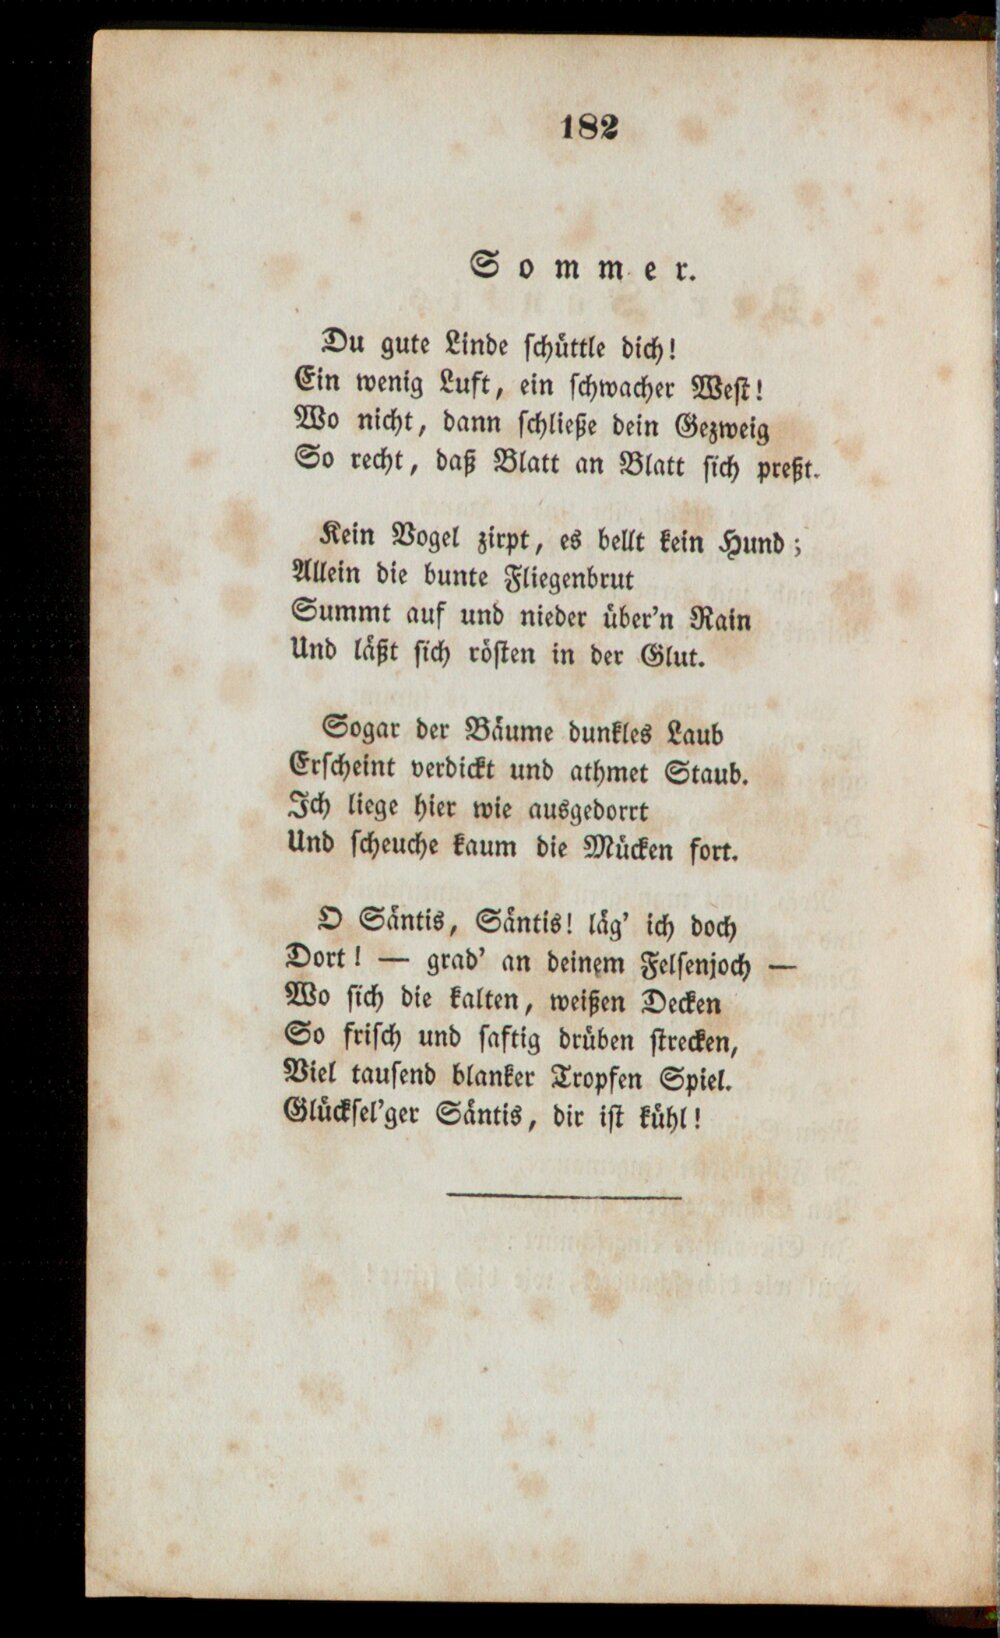 182
Sommer.
Du gute Linde schüttle dich!
Ein wenig Luft, ein schwacher West!
Wo nicht, dann schließe dein Gezweig
So recht, daß Blatt an Blatt sich preßt.
Kein Vogel zirpt, es bellt kein Hund;
Allein die bunte Fliegenbrut
Summt auf und nieder über'n Rain
Und läßt sich rösten in der Glut.
Sogar der Bäume dunkles Laub
Erscheint verdickt und athmet Staub.
Ich liege hier wie ausgedorrt
Und scheuche kaum die Mücken fort.
O Säntis, Säntis! läg' ich doch
Dort! — grad' an deinem Felsenjoch —
Wo sich die kalten, weißen Decken
So frisch und saftig drüben strecken,
Viel tausend blanker Tropfen Spiel.
Glücksel'ger Säntis, dir ist kühl!